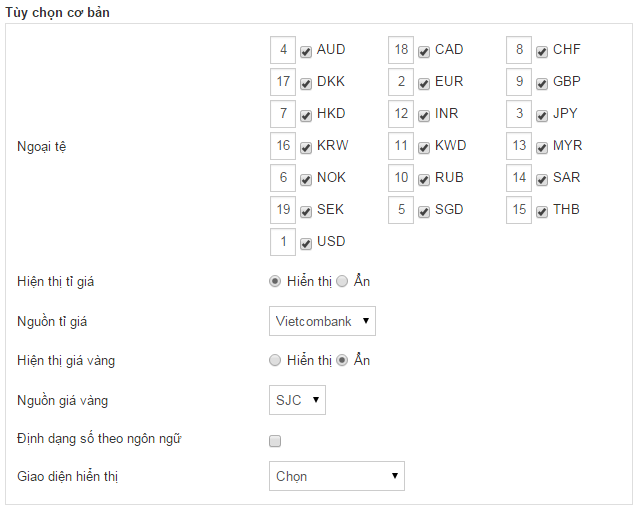 Tùy chọn cơ bản
Ngoại tệ
4 AUD 18 CAD 8 CHF
17 DKK 2 EUR 9 GBP
7 HKD 12 INR 3 JPY
16 KRW 11 KWD 13 MYR
6 NOK 10 RUB 14 SAR
19 SEK 5 SGD 15 THB
1 USD
Hiện thị tỉ giá Hiển thị Ẩn
Nguồn tỉ giá Vietcombank
Hiện thị giá vàng Hiển thị Ẩn
Nguồn giá vàng SJC
Định dạng số theo ngôn ngữ
Giao diện hiển thị Chọn